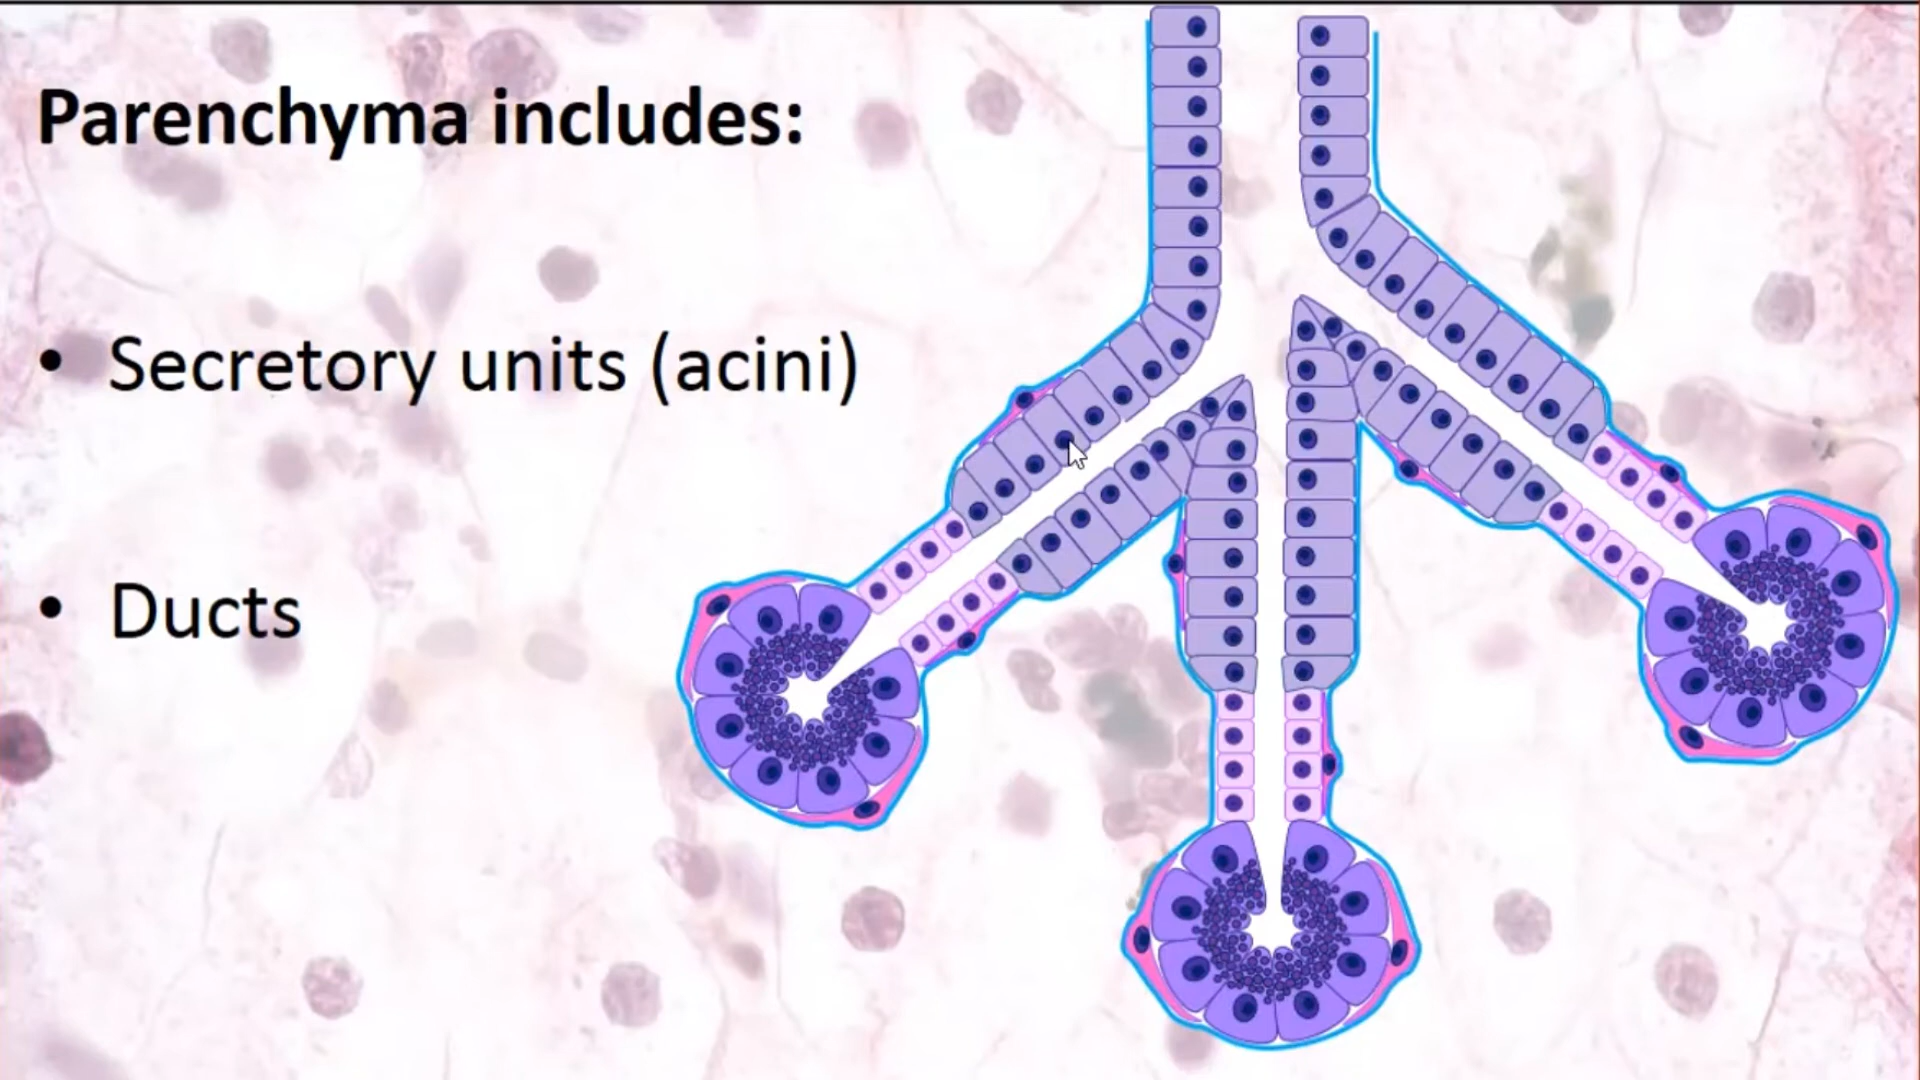 Parenchyma includes:
• Secretory units (acini)
• Ducts